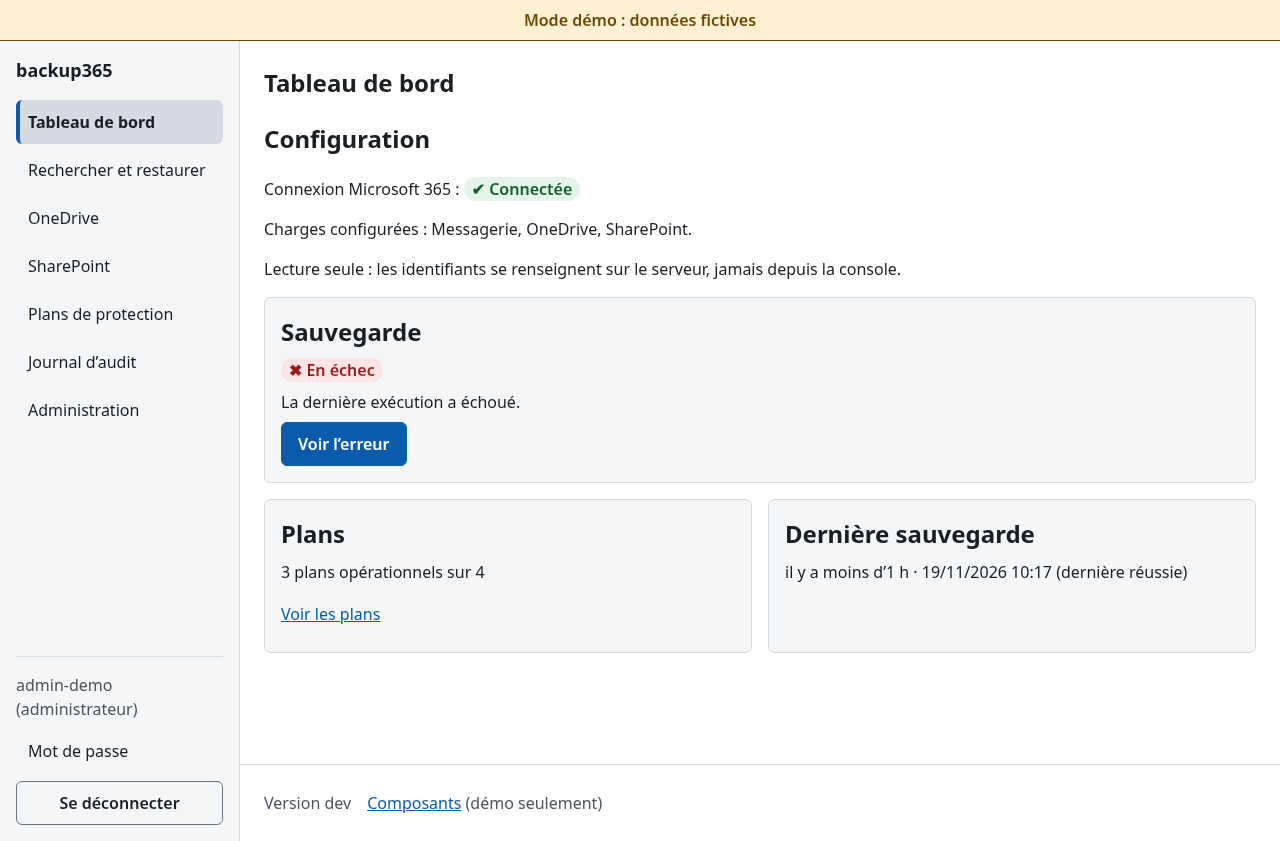 Mode démo : données fictives
backup365
Tableau de bord
Rechercher et restaurer
OneDrive
SharePoint
Plans de protection
Journal d’audit
Administration
admin-demo
(administrateur)
Mot de passe
Se déconnecter
Tableau de bord
Configuration
Connexion Microsoft 365 : ✔ Connectée
Charges configurées : Messagerie, OneDrive, SharePoint.
Lecture seule : les identifiants se renseignent sur le serveur, jamais depuis la console.
Sauvegarde
✖ En échec
La dernière exécution a échoué.
Voir l’erreur
Plans
3 plans opérationnels sur 4
Voir les plans
Dernière sauvegarde
il y a moins d’1 h · 19/11/2026 10:17 (dernière réussie)
Version dev Composants (démo seulement)